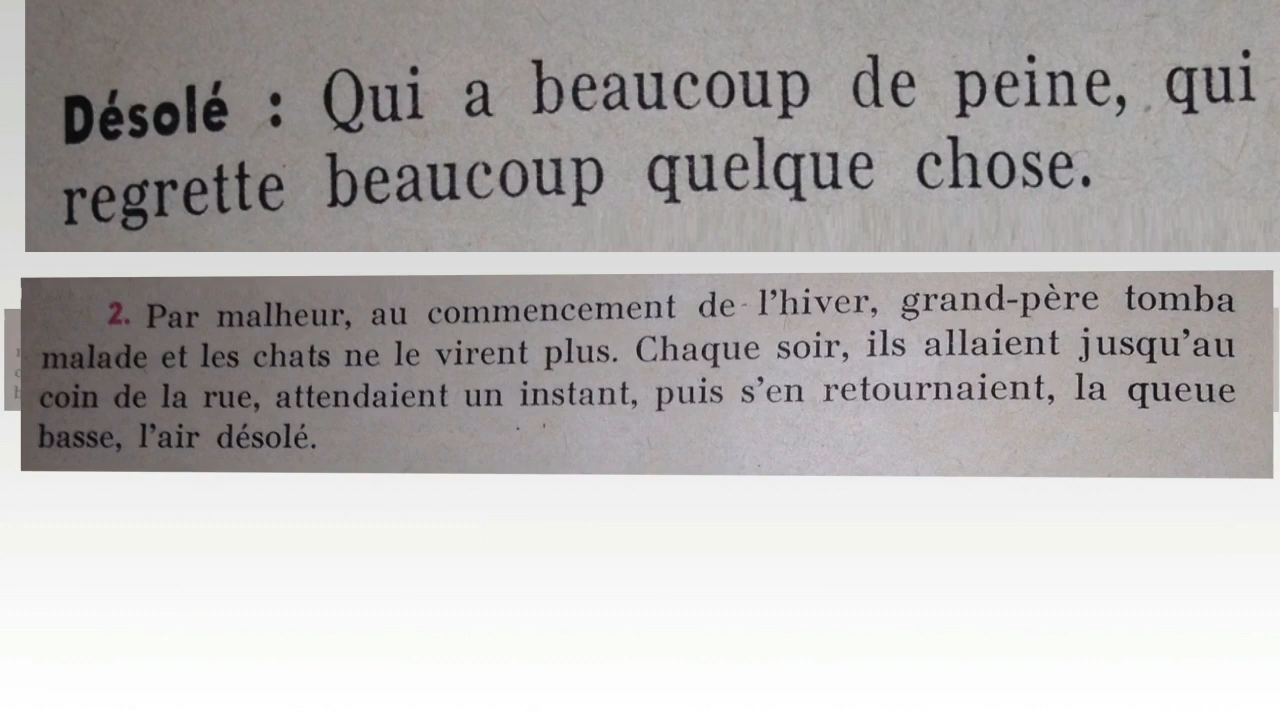 Désolé : Qui a beaucoup de peine, qui
regrette beaucoup quelque chose.
2. Par malheur, au commencement de l'hiver, grand-père tomba
malade et les chats ne le virent plus. Chaque soir, ils allaient jusqu'au
coin de la rue, attendaient un instant, puis s'en retournaient, la queue
basse, l'air désolé.